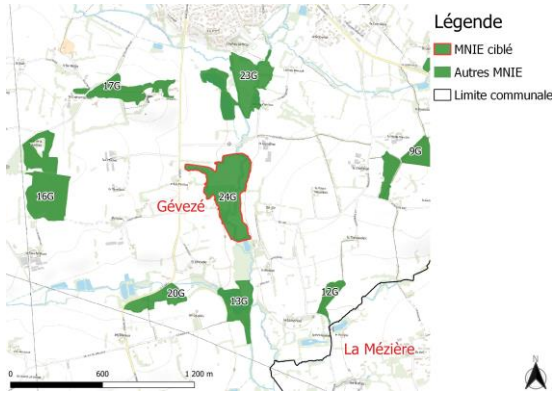 Légende
MNIE ciblé
Autres MNIE
Limite communale
23G
17G
9G
16G
24G
Gévezé
20G
13G
12G
La Mézière
0 600 1 200 m
N